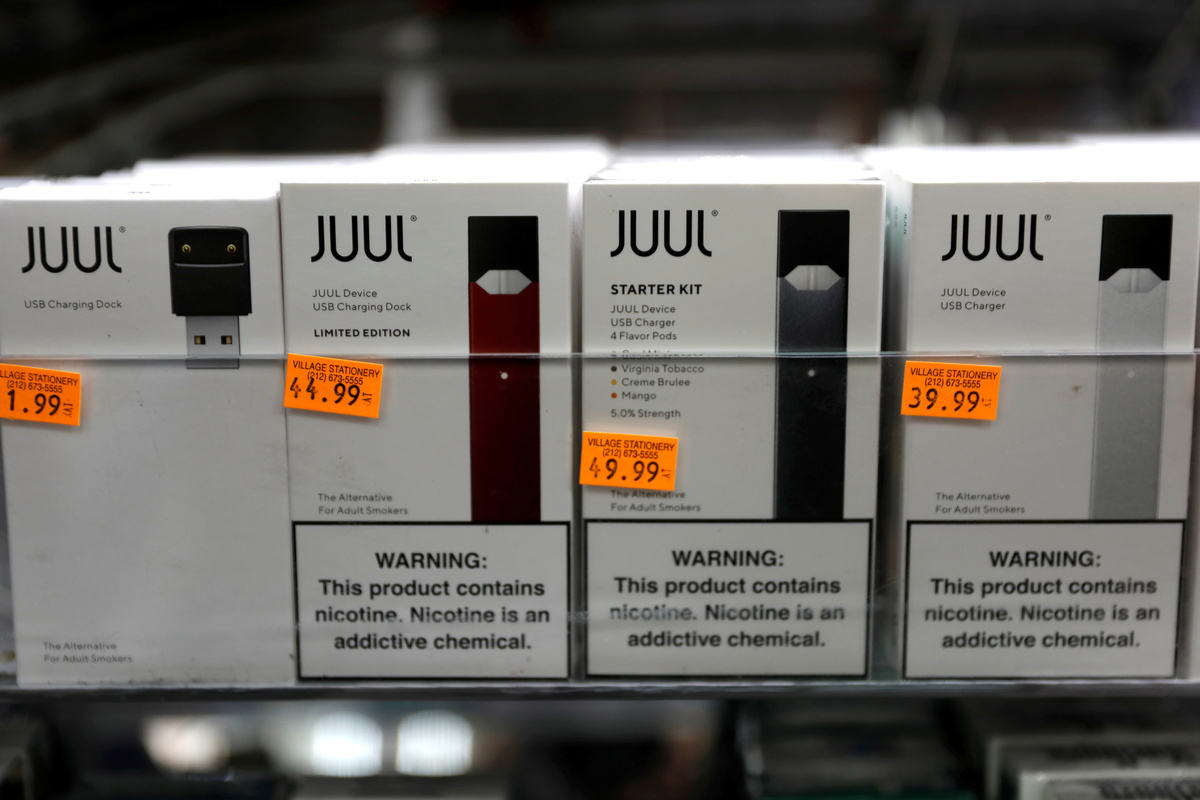 JUUL®
USB Charging Dock
VILLAGE STATIONERY
(212) 673-5555
1.99
The Alternative
For Adult Smokers
JUUL®
JUUL Device
USB Charging Dock
LIMITED EDITION
VILLAGE STATIONERY
(212) 673-5555
44.99
The Alternative
For Adult Smokers
WARNING:
This product contains
nicotine. Nicotine is an
addictive chemical.
JUUL®
STARTER KIT
JUUL Device
USB Charger
4 Flavor Pods
Virginia Tobacco
Creme Brulee
Mango
5.0% Strength
VILLAGE STATIONERY
(212) 673-5555
49.99
The Alternative
For Adult Smokers
WARNING:
This product contains
nicotine. Nicotine is an
addictive chemical.
JUUL®
JUUL Device
USB Charger
VILLAGE STATIONERY
(212) 673-5555
39.99
The Alternative
For Adult Smokers
WARNING:
This product contains
nicotine. Nicotine is an
addictive chemical.